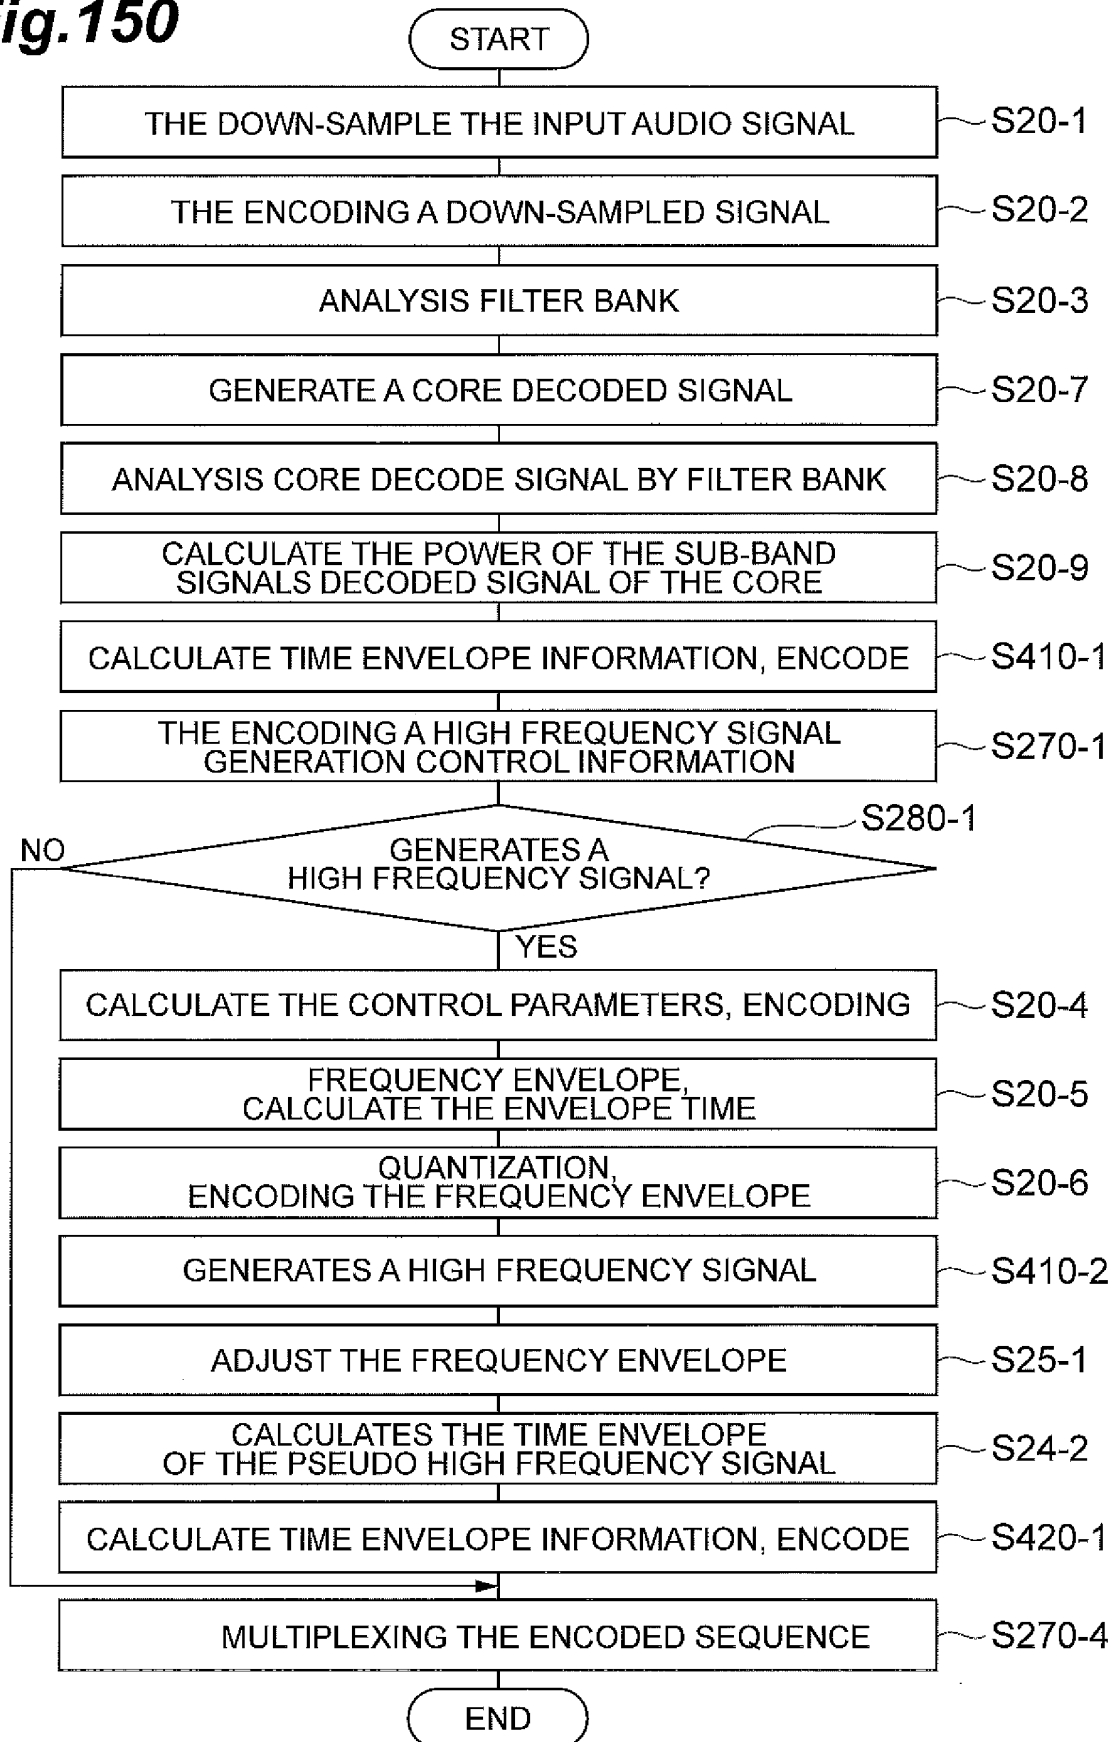 ig.150
START
THE DOWN-SAMPLE THE INPUT AUDIO SIGNAL
S20-1
THE ENCODING A DOWN-SAMPLED SIGNAL
S20-2
ANALYSIS FILTER BANK
S20-3
GENERATE A CORE DECODED SIGNAL
S20-7
ANALYSIS CORE DECODE SIGNAL BY FILTER BANK
S20-8
CALCULATE THE POWER OF THE SUB-BAND
SIGNALS DECODED SIGNAL OF THE CORE
S20-9
CALCULATE TIME ENVELOPE INFORMATION, ENCODE
S410-1
THE ENCODING A HIGH FREQUENCY SIGNAL
GENERATION CONTROL INFORMATION
S270-1
S280-1
NO
GENERATES A
HIGH FREQUENCY SIGNAL?
YES
CALCULATE THE CONTROL PARAMETERS, ENCODING
S20-4
FREQUENCY ENVELOPE,
CALCULATE THE ENVELOPE TIME
S20-5
QUANTIZATION,
ENCODING THE FREQUENCY ENVELOPE
S20-6
GENERATES A HIGH FREQUENCY SIGNAL
S410-2
ADJUST THE FREQUENCY ENVELOPE
S25-1
CALCULATES THE TIME ENVELOPE
OF THE PSEUDO HIGH FREQUENCY SIGNAL
S24-2
CALCULATE TIME ENVELOPE INFORMATION, ENCODE
S420-1
MULTIPLEXING THE ENCODED SEQUENCE
S270-4
END